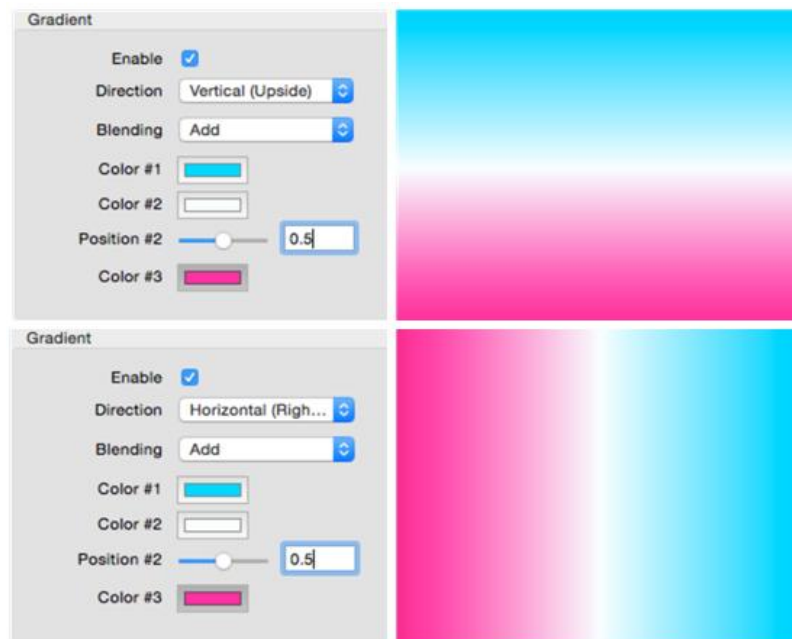 Gradient
Enable
Direction Vertical (Upside)
Blending Add
Color #1
Color #2
Position #2 0.5
Color #3
Gradient
Enable
Direction Horizontal (Righ...
Blending Add
Color #1
Color #2
Position #2 0.5
Color #3